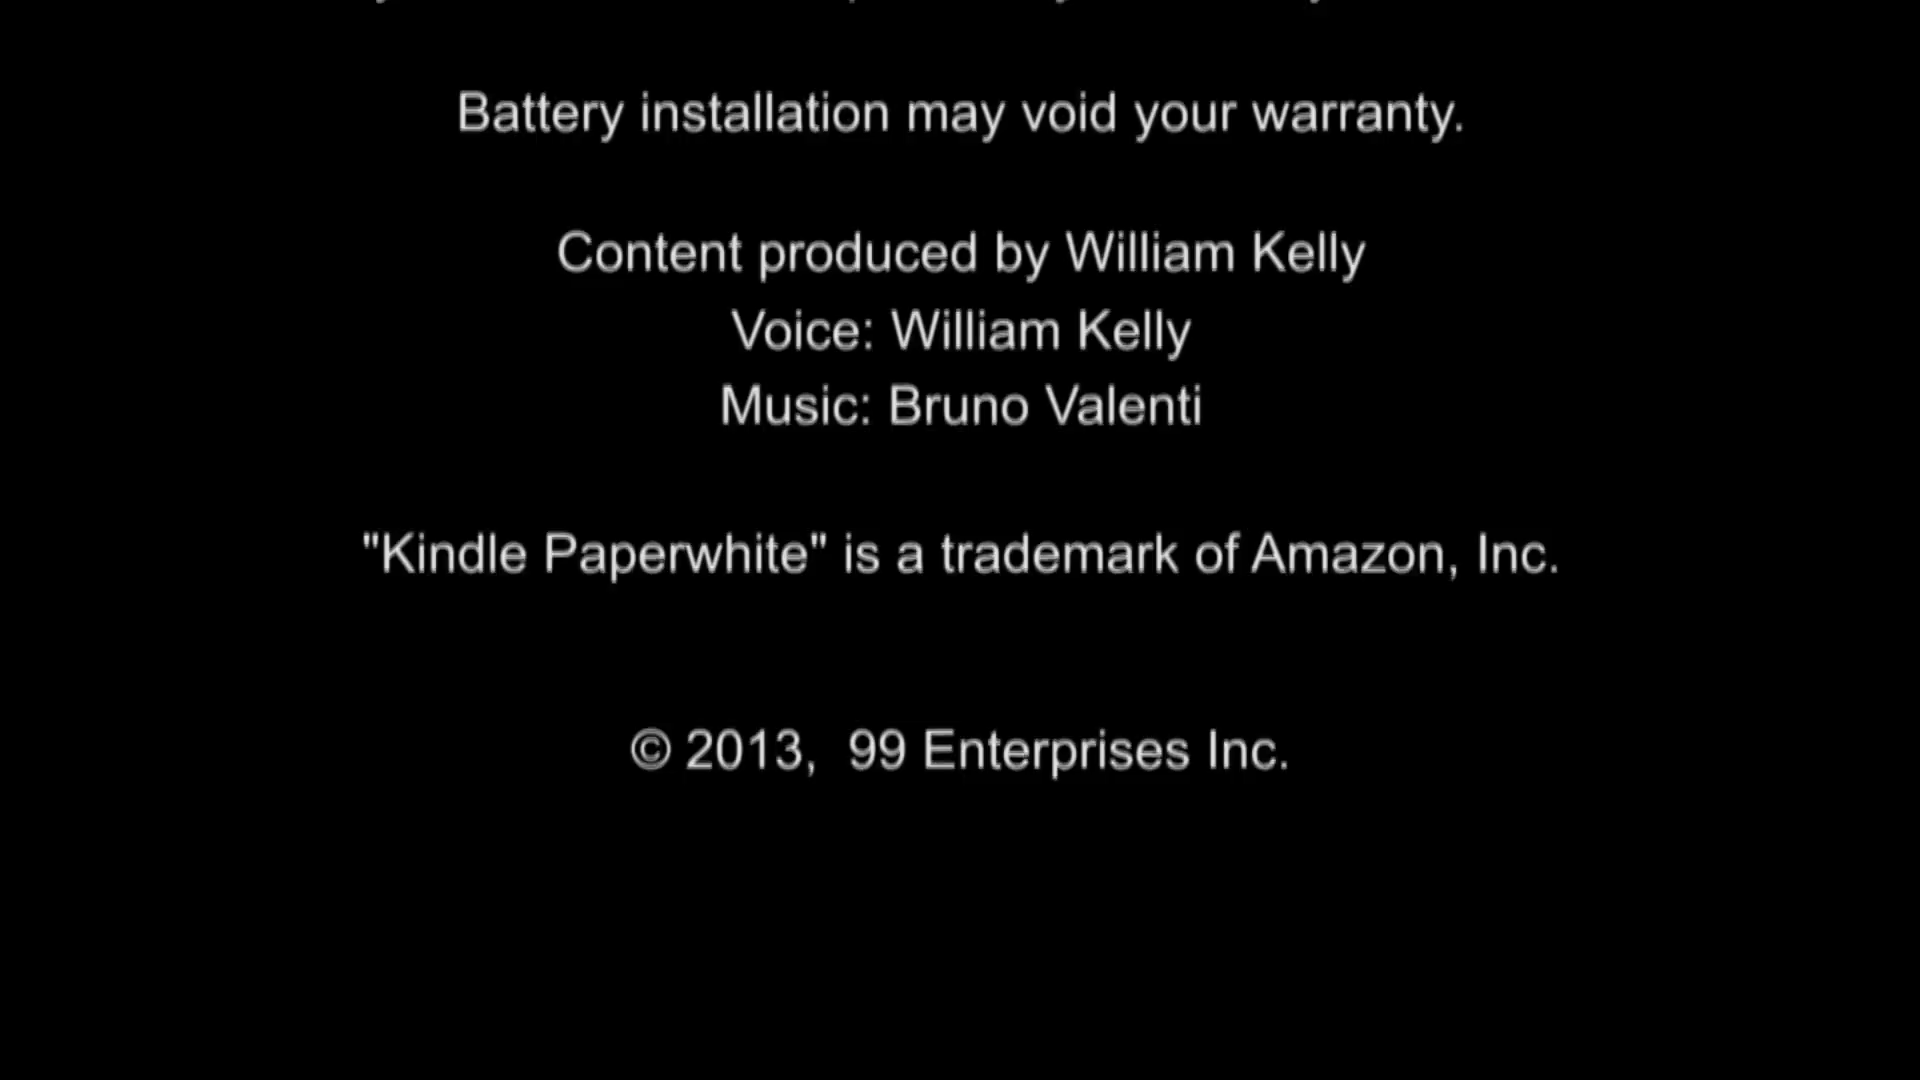 Battery installation may void your warranty.
Content produced by William Kelly
Voice: William Kelly
Music: Bruno Valenti
"Kindle Paperwhite" is a trademark of Amazon, Inc.
© 2013,  99 Enterprises Inc.